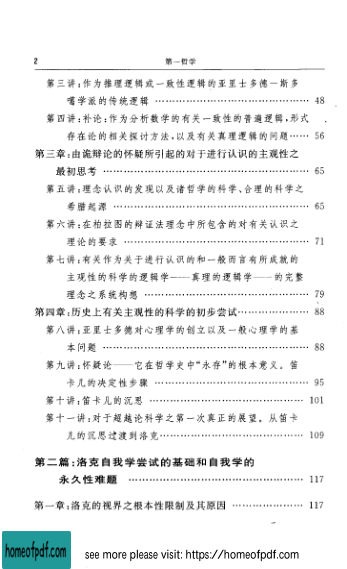 2 第一哲学
第三讲:作为推理逻辑或一致性逻辑的亚里士多德—斯多
噶学派的传统逻辑 …… 48
第四讲:补论:作为分析数学的有关一致性的普遍逻辑,形式
存在论的相关探讨方法,以及有关真理逻辑的问题…… 56
第三章:由诡辩论的怀疑所引起的对于进行认识的主观性之
最初思考 …… 65
第五讲:理念认识的发现以及诸哲学的科学、合理的科学之
希腊起源 …… 65
第六讲:在柏拉图的辩证法理念中所包含的对有关认识之
理论的要求 …… 71
第七讲:有关作为关于进行认识的和一般而言有所成就的
主观性的科学的逻辑学——真理的逻辑学——的完整
理念之系统构想 …… 79
第四章:历史上有关主观性的科学的初步尝试…… 88
第八讲:亚里士多德对心理学的创立以及一般心理学的基
本问题 …… 88
第九讲:怀疑论——它在哲学史中“永存”的根本意义。笛
卡儿的决定性步骤 …… 95
第十讲:笛卡儿的沉思 …… 101
第十一讲:对于超越论科学之第一次真正的展望。从笛卡
儿的沉思过渡到洛克…… 109
第二篇:洛克自我学尝试的基础和自我学的
永久性难题 …… 117
第一章:洛克的视界之根本性限制及其原因 …… 117
homeofpdf.com see more please visit: https://homeofpdf.com